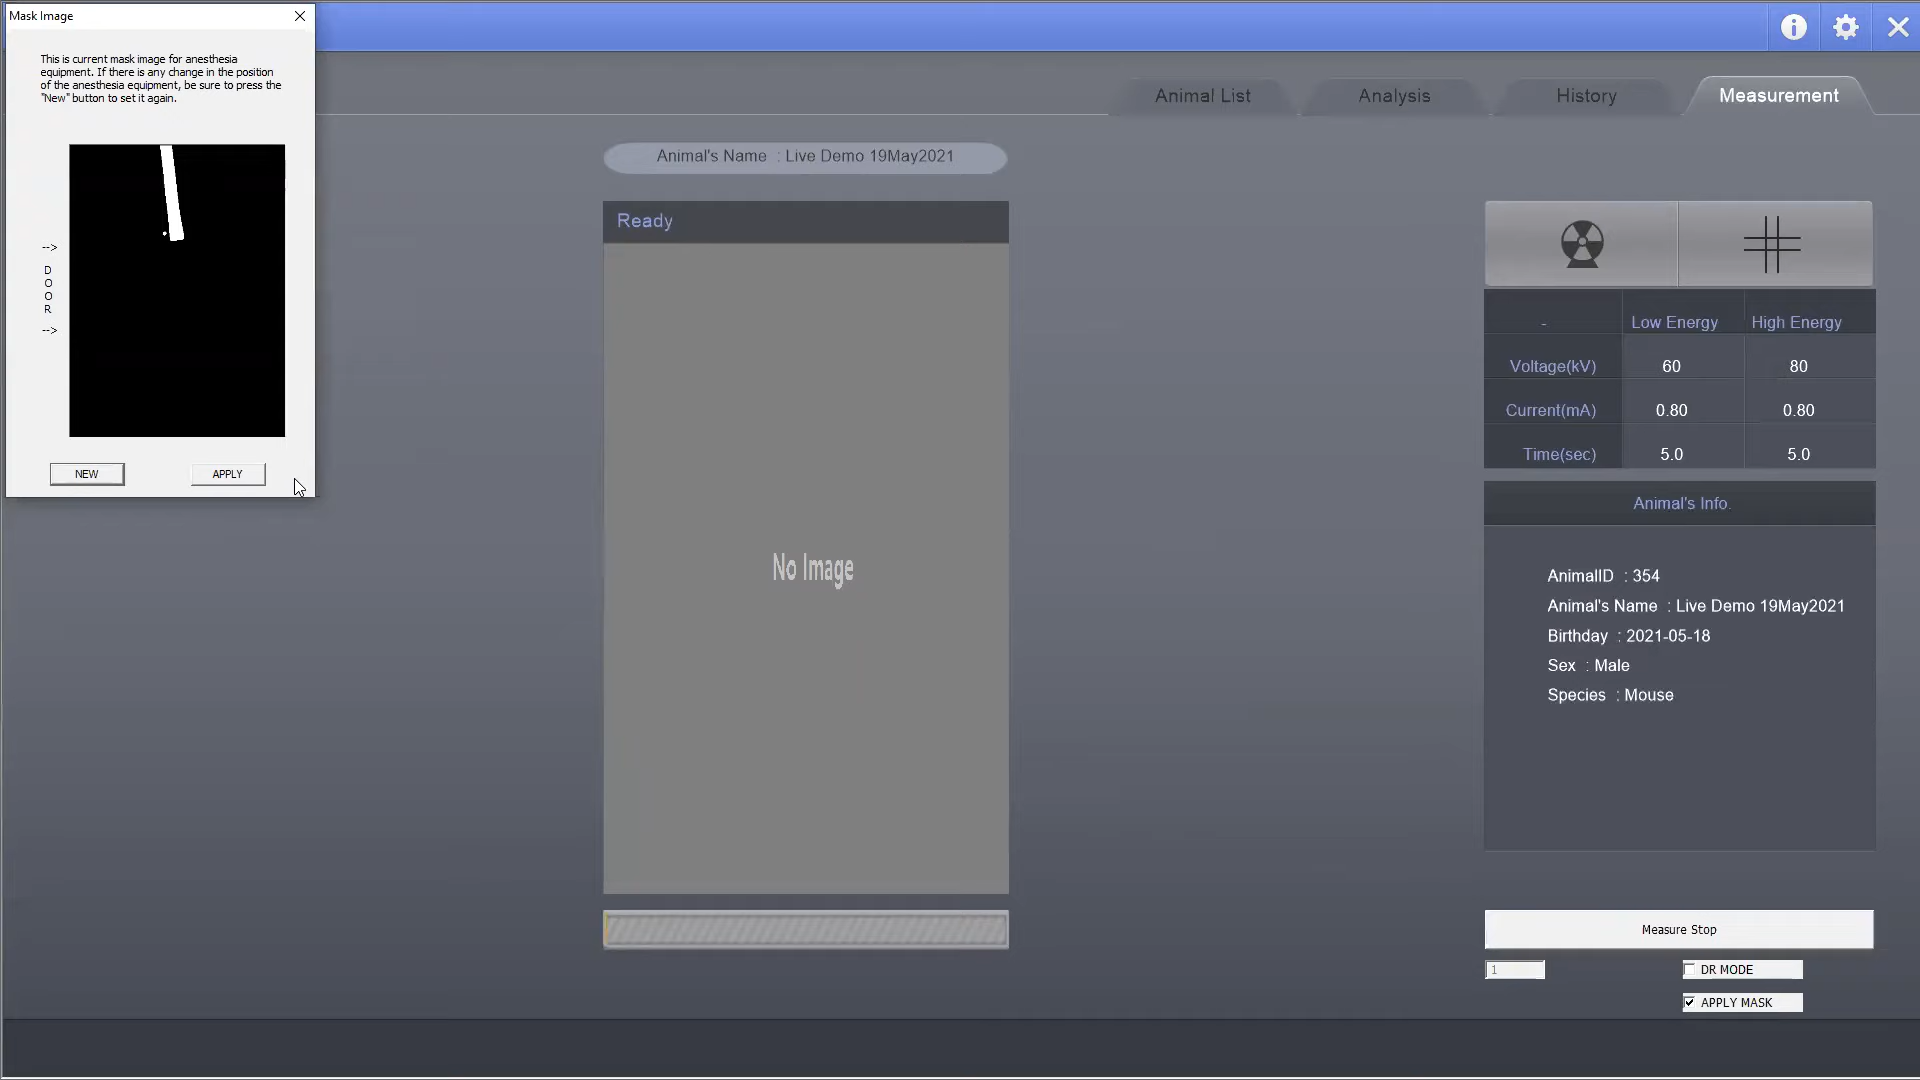 Mask Image
This is current mask image for anesthesia
equipment. If there is any change in the position
of the anesthesia equipment, be sure to press the
"New" button to set it again.
-->
D
O
O
R
-->
NEW
APPLY
Animal List
Analysis
History
Measurement
Animal's Name : Live Demo 19May2021
Ready
No Image
- Low Energy High Energy
Voltage(kV) 60 80
Current(mA) 0.80 0.80
Time(sec) 5.0 5.0
Animal's Info.
AnimalID : 354
Animal's Name : Live Demo 19May2021
Birthday : 2021-05-18
Sex : Male
Species : Mouse
Measure Stop
1
DR MODE
APPLY MASK